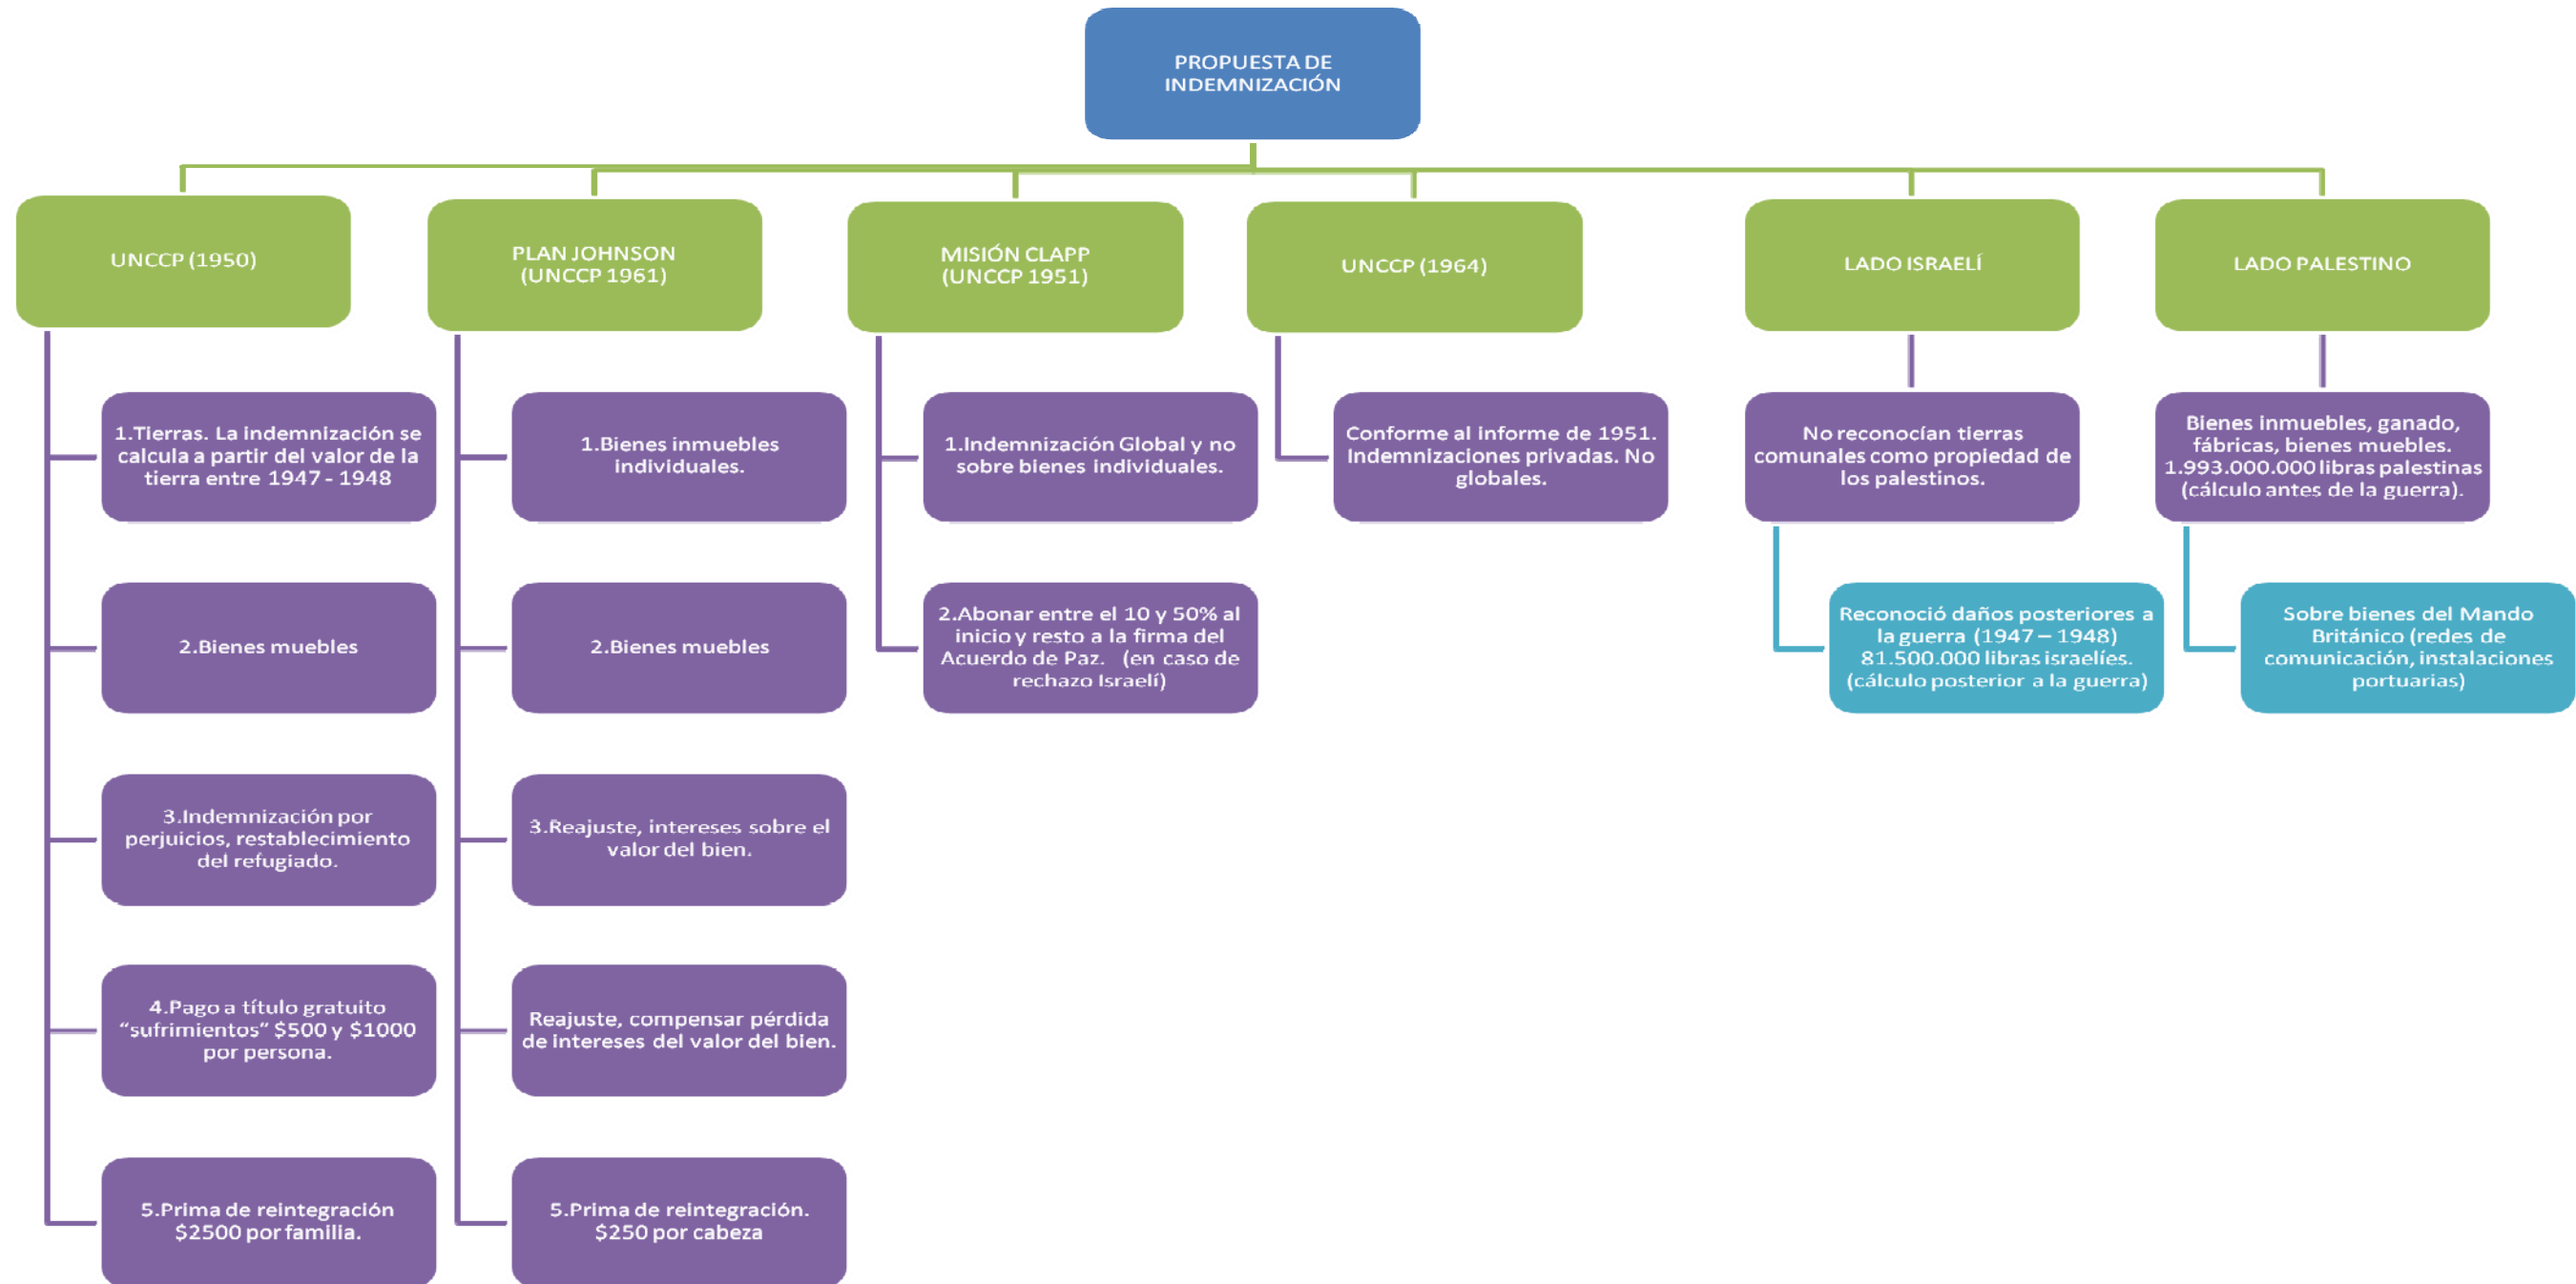 PROPUESTA DE
INDEMNIZACIÓN
UNCCP (1950)
1.Tierras. La indemnización se
calcula a partir del valor de la
tierra entre 1947 - 1948
2.Bienes muebles
3.Indemnización por
perjuicios, restablecimiento
del refugiado.
4.Pago a título gratuito
“sufrimientos” $500 y $1000
por persona.
5.Prima de reintegración
$2500 por familia.
PLAN JOHNSON
(UNCCP 1961)
1.Bienes inmuebles
individuales.
2.Bienes muebles
3.Reajuste, intereses sobre el
valor del bien.
Reajuste, compensar pérdida
de intereses del valor del bien.
5.Prima de reintegración.
$250 por cabeza
MISIÓN CLAPP
(UNCCP 1951)
1.Indemnización Global y no
sobre bienes individuales.
2.Abonar entre el 10 y 50% al
inicio y resto a la firma del
Acuerdo de Paz. (en caso de
rechazo Israelí)
UNCCP (1964)
Conforme al informe de 1951.
Indemnizaciones privadas. No
globales.
LADO ISRAELÍ
No reconocían tierras
comunales como propiedad de
los palestinos.
Reconoció daños posteriores a
la guerra (1947 – 1948)
81.500.000 libras israelíes.
(cálculo posterior a la guerra)
LADO PALESTINO
Bienes inmuebles, ganado,
fábricas, bienes muebles.
1.993.000.000 libras palestinas
(cálculo antes de la guerra).
Sobre bienes del Mando
Británico (redes de
comunicación, instalaciones
portuarias)